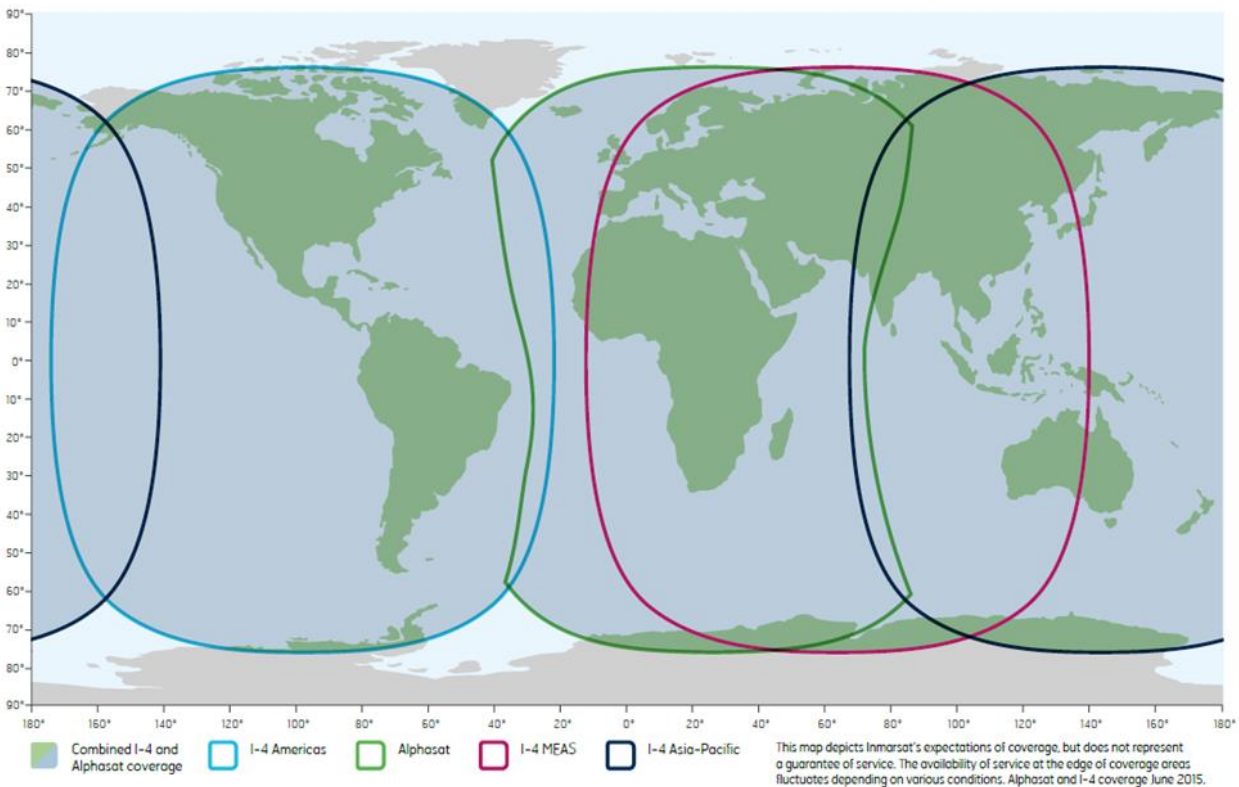 90°
80°
70°
60°
50°
40°
30°
20°
10°
0°
10°
20°
30°
40°
50°
60°
70°
80°
90°
180° 160° 140° 120° 100° 80° 60° 40° 20° 0° 20° 40° 60° 80° 100° 120° 140° 160° 180°
Combined I-4 and
Alphasat coverage
I-4 Americas
Alphasat
I-4 MEAS
I-4 Asia-Pacific
This map depicts Inmarsat's expectations of coverage, but does not represent
a guarantee of service. The availability of service at the edge of coverage areas
fluctuates depending on various conditions. Alphasat and I-4 coverage June 2015.